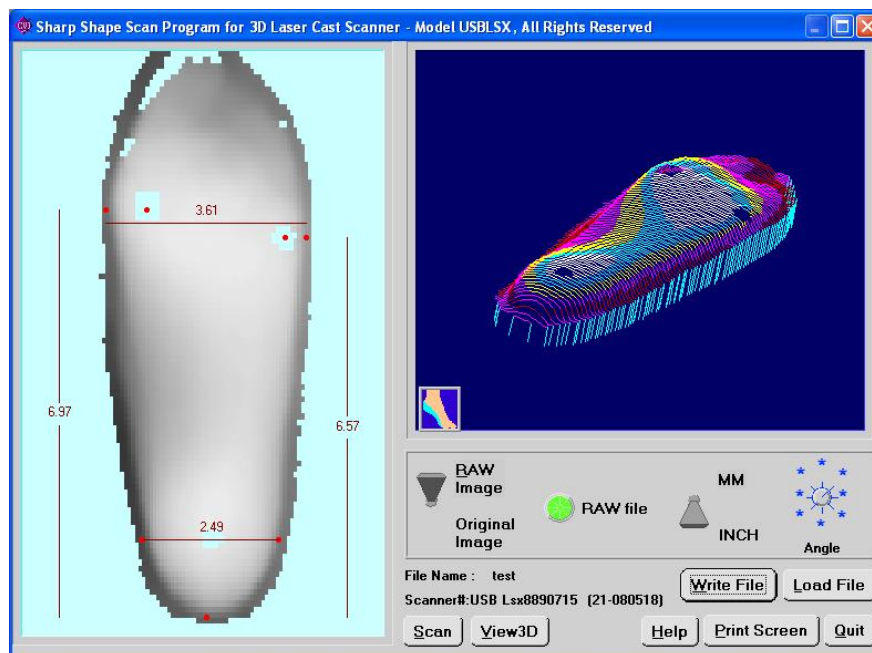 Sharp Shape Scan Program for 3D Laser Cast Scanner - Model USBLSX, All Rights Reserved
3.61
6.97
6.57
2.49
RAW
Image
Original
Image
RAW file
MM
INCH
Angle
File Name : test
Scanner#:USB Lsx8890715 (21-080518)
Write File
Load File
Scan
View3D
Help
Print Screen
Quit